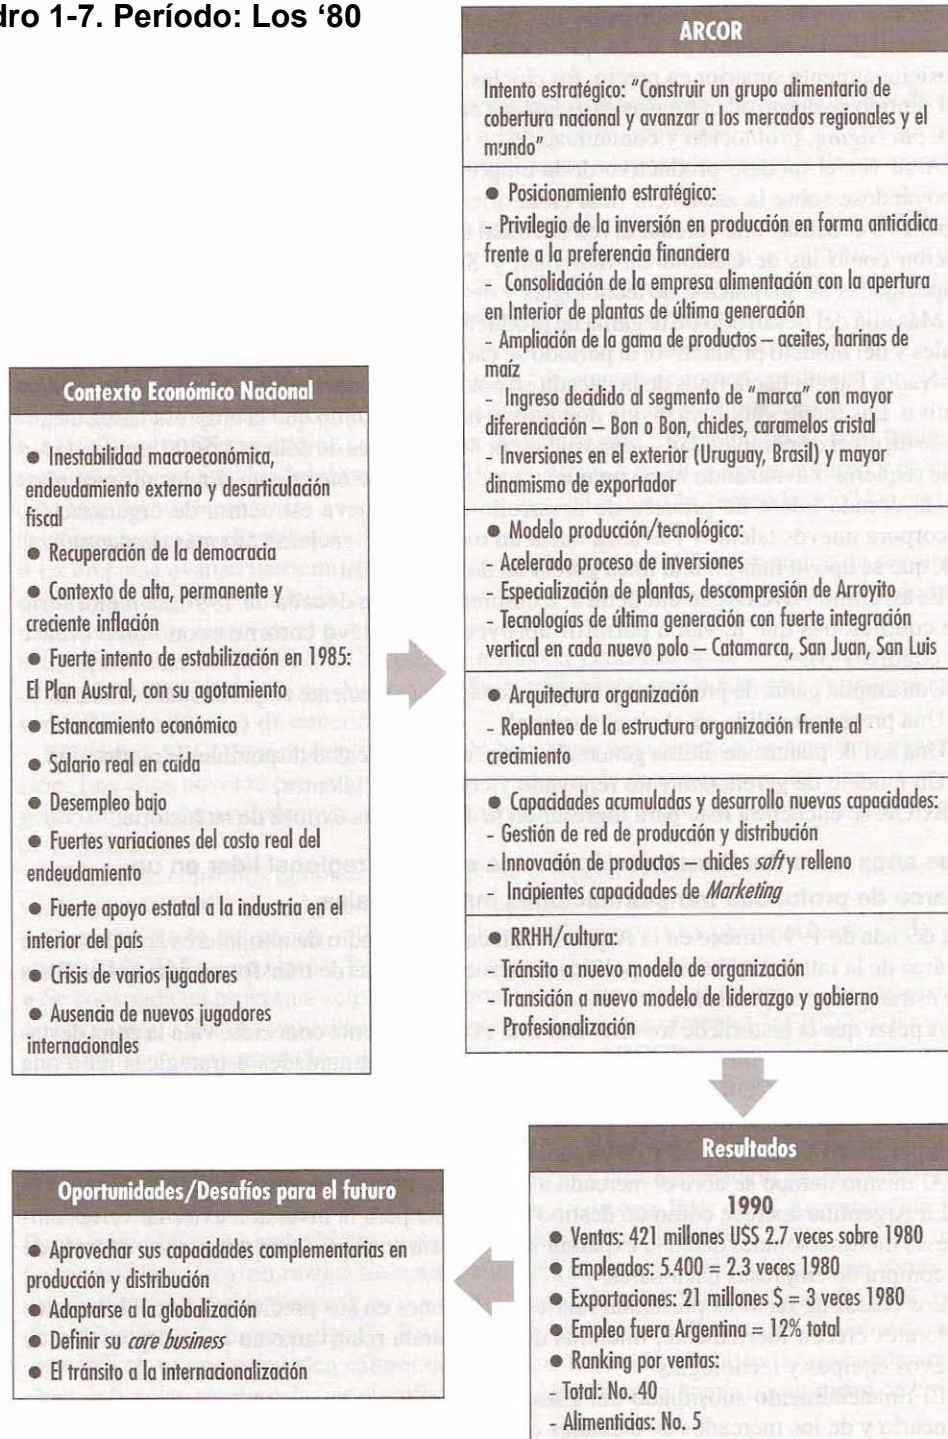 dro 1-7. Período: Los ‘80
ARCOR
Intento estratégico: “Construir un grupo alimentario de
cobertura nacional y avanzar a los mercados regionales y el
mundo”
● Posicionamiento estratégico:
- Privilegio de la inversión en producción en forma anticídica
frente a la preferencia financiera
- Consolidación de la empresa alimentación con la apertura
en Interior de plantas de última generación
- Ampliación de la gama de productos – aceites, harinas de
maíz
- Ingreso decidido al segmento de “marca” con mayor
diferenciación – Bon o Bon, chicles, caramelos cristal
- Inversiones en el exterior (Uruguay, Brasil) y mayor
dinamismo de exportador
● Modelo producción/tecnológico:
- Acelerado proceso de inversiones
- Especialización de plantas, descompresión de Arroyito
- Tecnologías de última generación con fuerte integración
vertical en cada nuevo polo – Catamarca, San Juan, San Luis
● Arquitectura organización
- Replanteo de la estructura organización frente al
crecimiento
● Capacidades acumuladas y desarrollo nuevas capacidades:
- Gestión de red de producción y distribución
- Innovación de productos – chicles soft y relleno
- Incipientes capacidades de Marketing
● RRHH/cultura:
- Tránsito a nuevo modelo de organización
- Transición a nuevo modelo de liderazgo y gobierno
- Profesionalización
Contexto Económico Nacional
● Inestabilidad macroeconómica,
endeudamiento externo y desarticulación
fiscal
● Recuperación de la democracia
● Contexto de alta, permanente y
creciente inflación
● Fuerte intento de estabilización en 1985:
El Plan Austral, con su agotamiento
● Estancamiento económico
● Salario real en caída
● Desempleo bajo
● Fuertes variaciones del costo real del
endeudamiento
● Fuerte apoyo estatal a la industria en el
interior del país
● Crisis de varios jugadores
● Ausencia de nuevos jugadores
internacionales
Resultados
1990
● Ventas: 421 millones U$S 2.7 veces sobre 1980
● Empleados: 5.400 = 2.3 veces 1980
● Exportaciones: 21 millones $ = 3 veces 1980
● Empleo fuera Argentina = 12% total
● Ranking por ventas:
- Total: No. 40
- Alimenticias: No. 5
Oportunidades/Desafíos para el futuro
● Aprovechar sus capacidades complementarias en
producción y distribución
● Adaptarse a la globalización
● Definir su core business
● El tránsito a la internacionalización